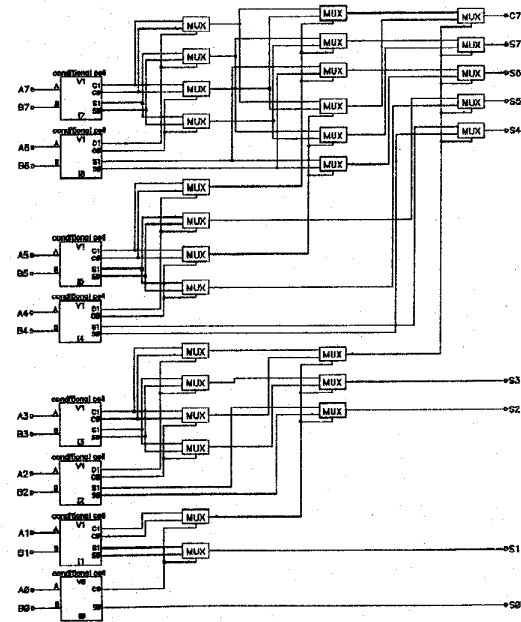 MUX
MUX C7
MUX
MUX S7
MUX
conditional cell
V1
MUX
S6
A7 A C1
C0
MUX
B7 B S1
S0
I7
MUX
MUX
S5
conditional cell
V1
MUX
MUX S4
A6 A C1
C0
B6 B S1
S0
I6
MUX
MUX
MUX
conditional cell
V1
A5 A C1
C0
MUX
B5 B S1
S0
I5
MUX
conditional cell
V1
A4 A C1
C0
B4 B S1
S0
I4
MUX
MUX
conditional cell
V1
MUX
S3
A3 A C1
C0
MUX
MUX S2
B3 B S1
S0
I3
MUX
conditional cell
V1
A2 A C1
C0
B2 B S1
S0
I2
conditional cell
V1
MUX
A1 A C1
C0
B1 B S1
S0
I1
MUX S1
conditional cell
V0
A0 A C0
B0 B S0
S0